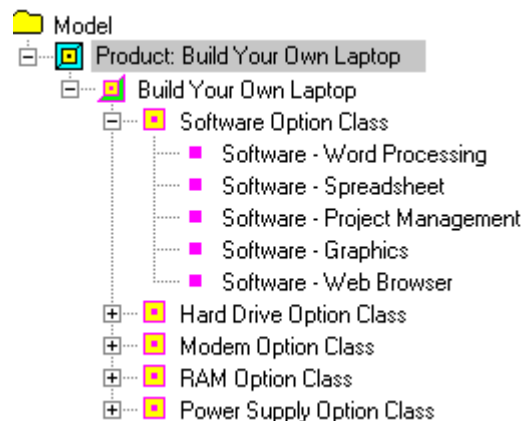 Model
Product: Build Your Own Laptop
Build Your Own Laptop
Software Option Class
Software - Word Processing
Software - Spreadsheet
Software - Project Management
Software - Graphics
Software - Web Browser
Hard Drive Option Class
Modem Option Class
RAM Option Class
Power Supply Option Class